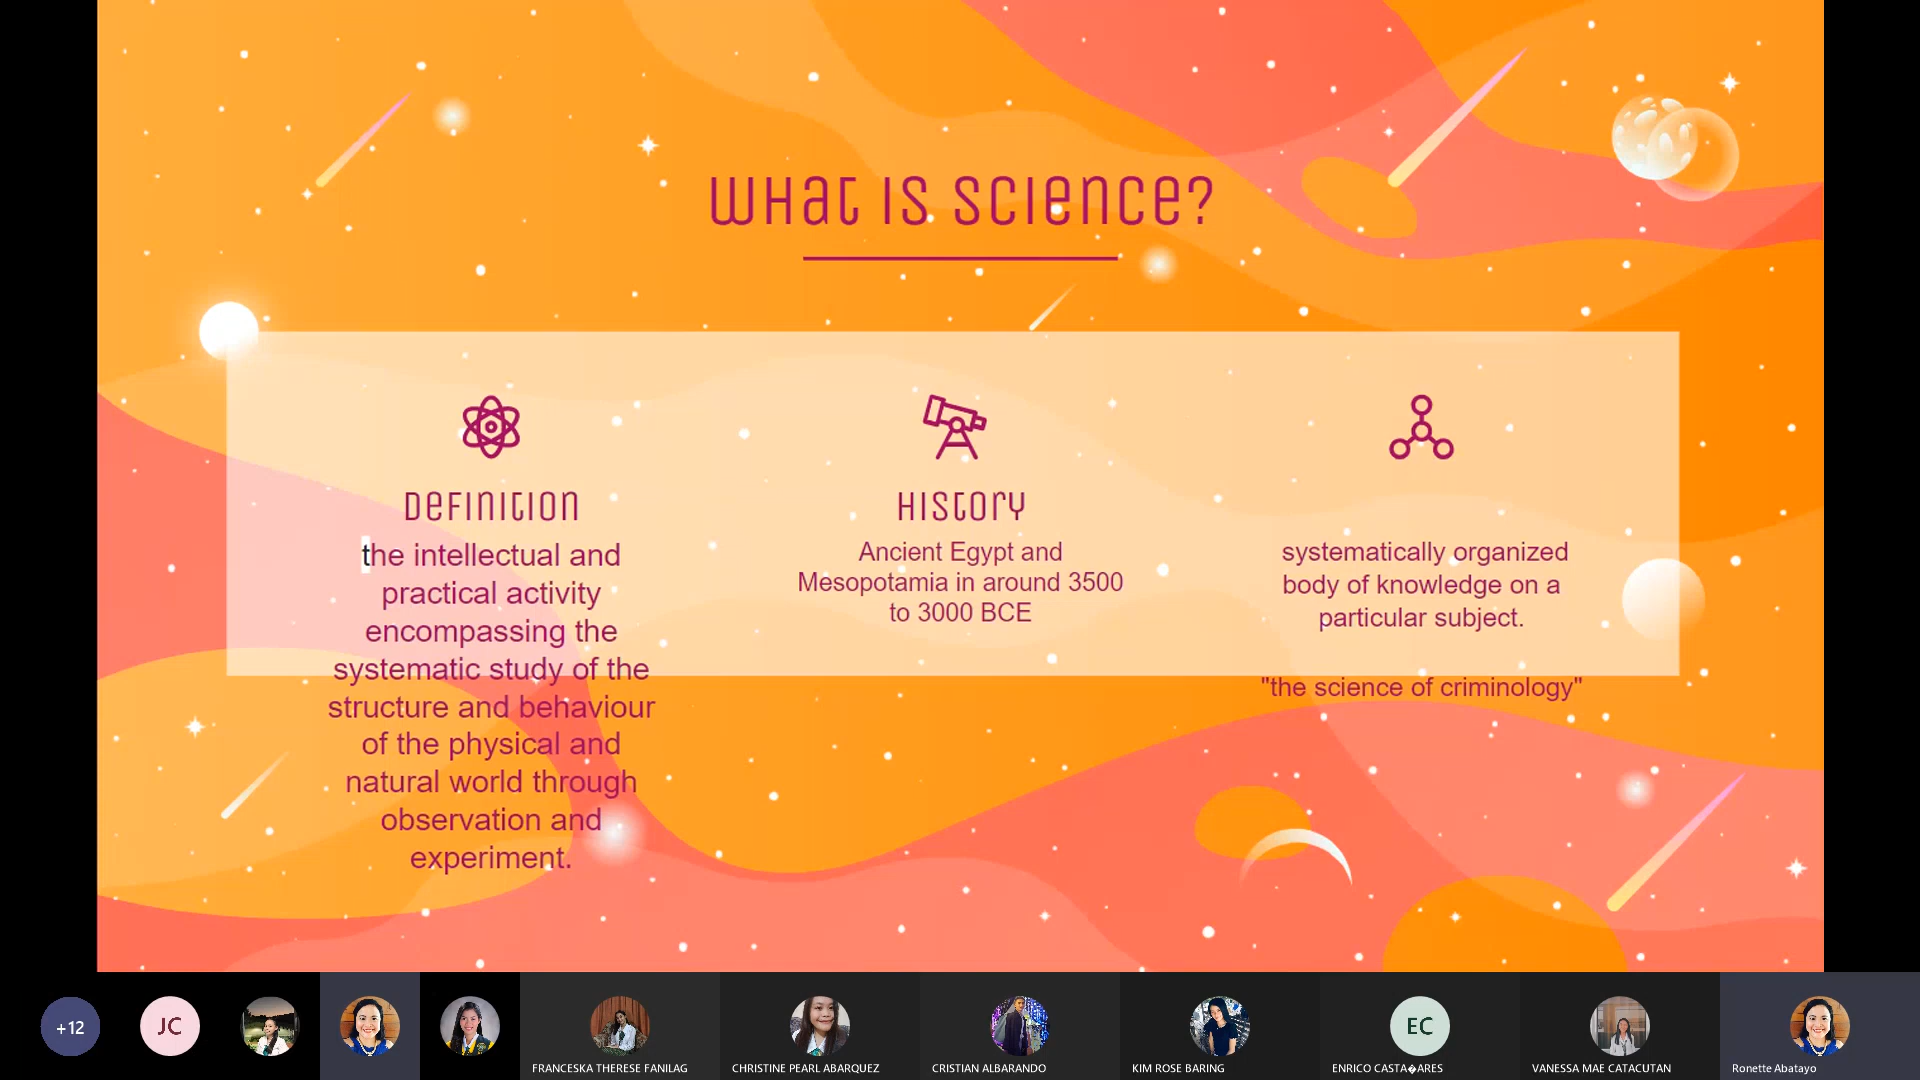 WHAT IS SCIENCE?
DEFINITION
the intellectual and
practical activity
encompassing the
systematic study of the
structure and behaviour
of the physical and
natural world through
observation and
experiment.
HISTORY
Ancient Egypt and
Mesopotamia in around 3500
to 3000 BCE
systematically organized
body of knowledge on a
particular subject.
"the science of criminology"
+12
JC
FRANCESKA THERESE FANILAG
CHRISTINE PEARL ABARQUEZ
CRISTIAN ALBARANDO
KIM ROSE BARING
EC
ENRICO CASTA�ARES
VANESSA MAE CATACUTAN
Ronette Abatayo